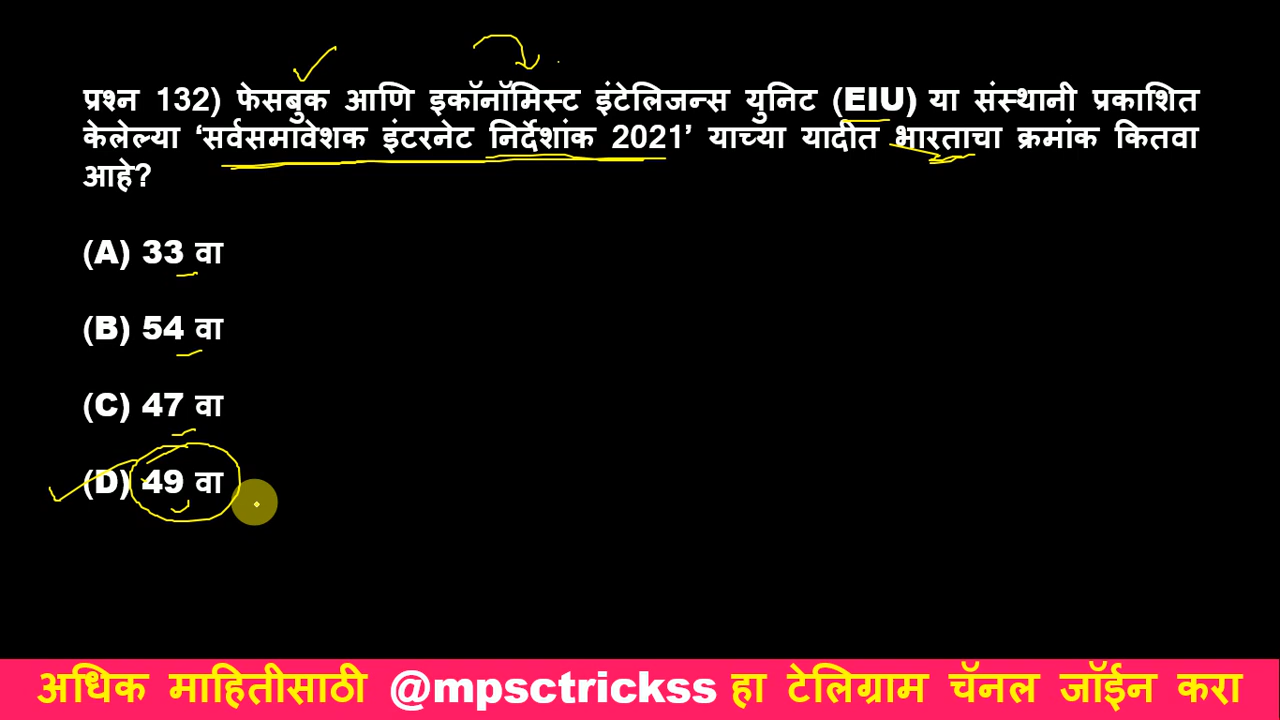 प्रश्न 132) फेसबुक आणि इकॉनॉमिस्ट इंटेलिजन्स युनिट (EIU) या संस्थानी प्रकाशित
केलेल्या ‘सर्वसमावेशक इंटरनेट निर्देशांक 2021’ याच्या यादीत भारताचा क्रमांक कितवा
आहे?
(A) 33 वा
(B) 54 वा
(C) 47 वा
(D) 49 वा
अधिक माहितीसाठी @mpsctrickss हा टेलिग्राम चॅनल जॉईन करा